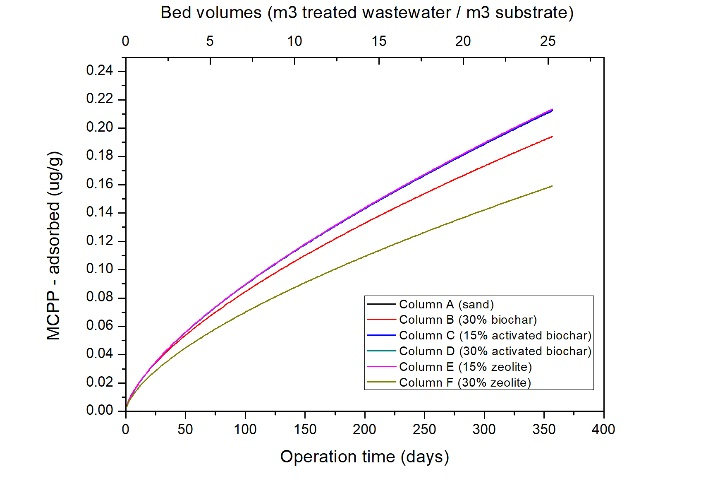 Bed volumes (m3 treated wastewater / m3 substrate)
0 5 10 15 20 25
0.24
0.22
0.20
0.18
0.16
0.14
0.12
0.10
0.08
0.06
0.04
0.02
0.00
MCPP - adsorbed (ug/g)
Column A (sand)
Column B (30% biochar)
Column C (15% activated biochar)
Column D (30% activated biochar)
Column E (15% zeolite)
Column F (30% zeolite)
0 50 100 150 200 250 300 350 400
Operation time (days)